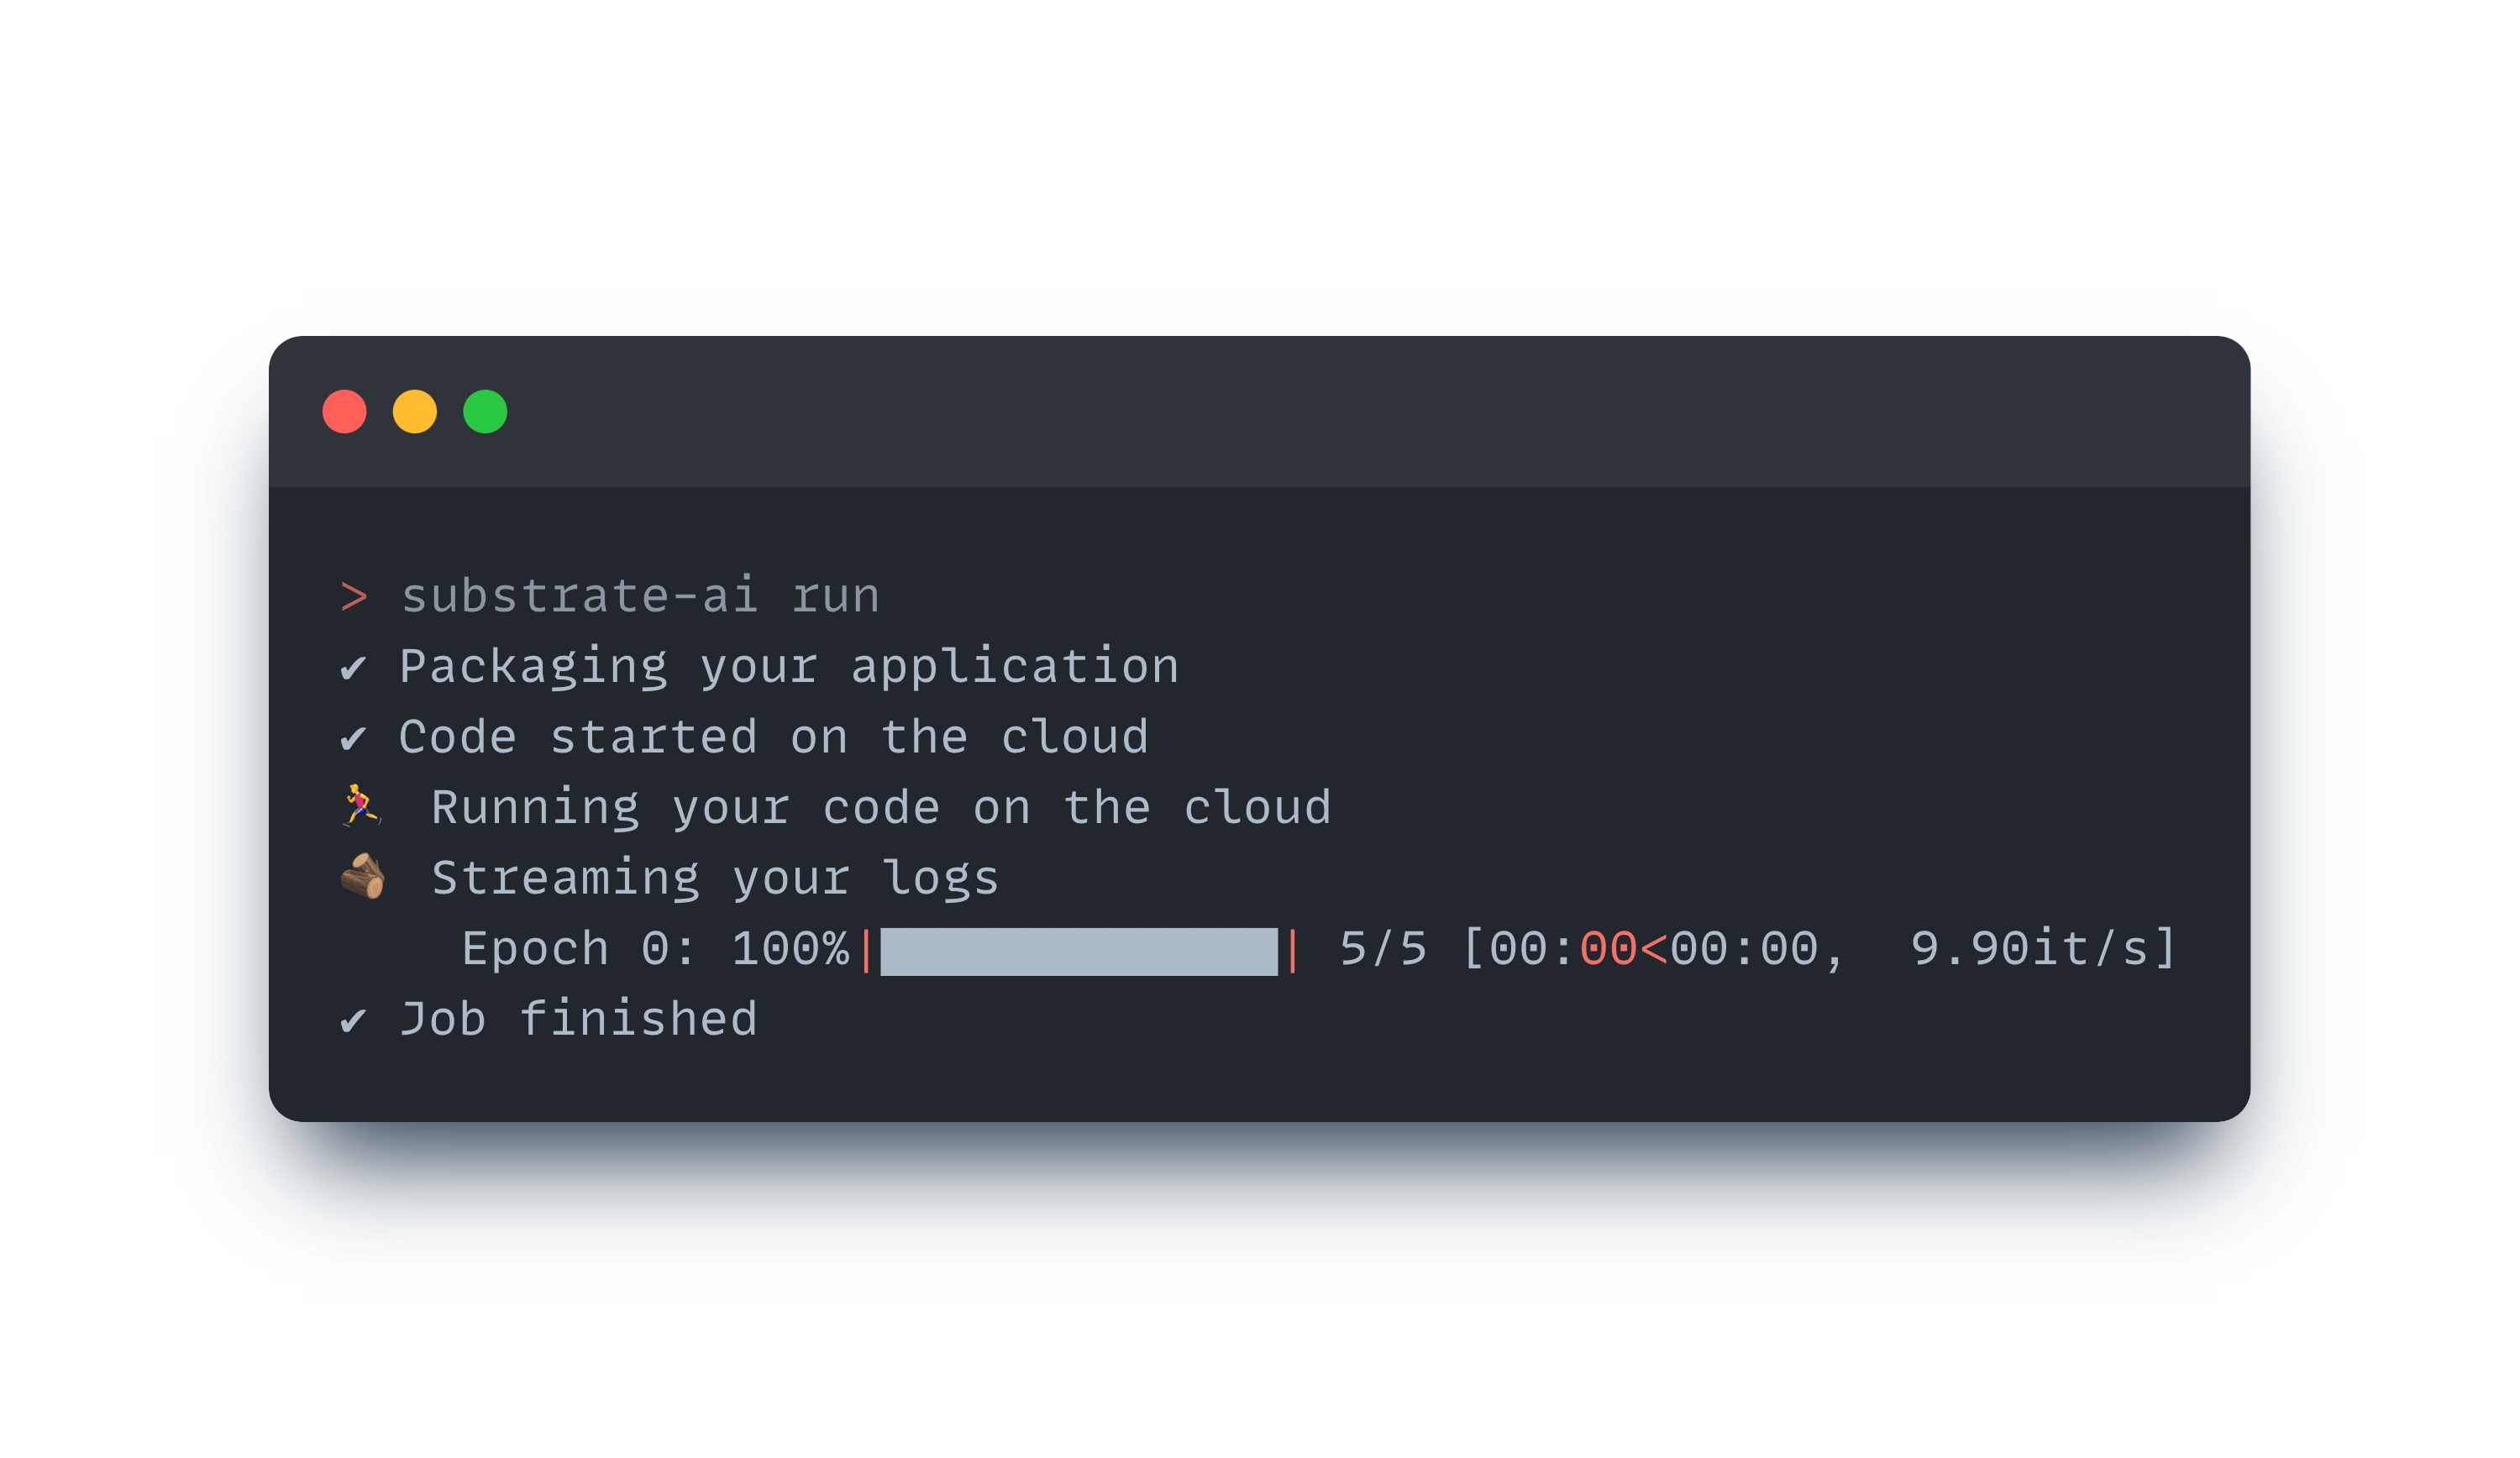 > substrate-ai run
✔ Packaging your application
✔ Code started on the cloud
🏃‍♀️ Running your code on the cloud
🪵 Streaming your logs
Epoch 0: 100%|██████████████| 5/5 [00:00<00:00,  9.90it/s]
✔ Job finished